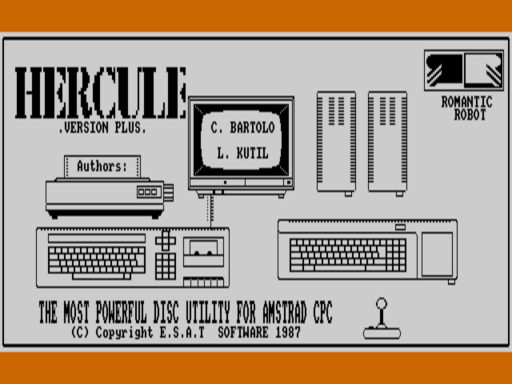 HERCULE
.VERSION PLUS.
ROMANTIC
ROBOT
Authors:
C. BARTOLO
L. KUTIL
THE MOST POWERFUL DISC UTILITY FOR AMSTRAD CPC
(C) Copyright E.S.A.T SOFTWARE 1987